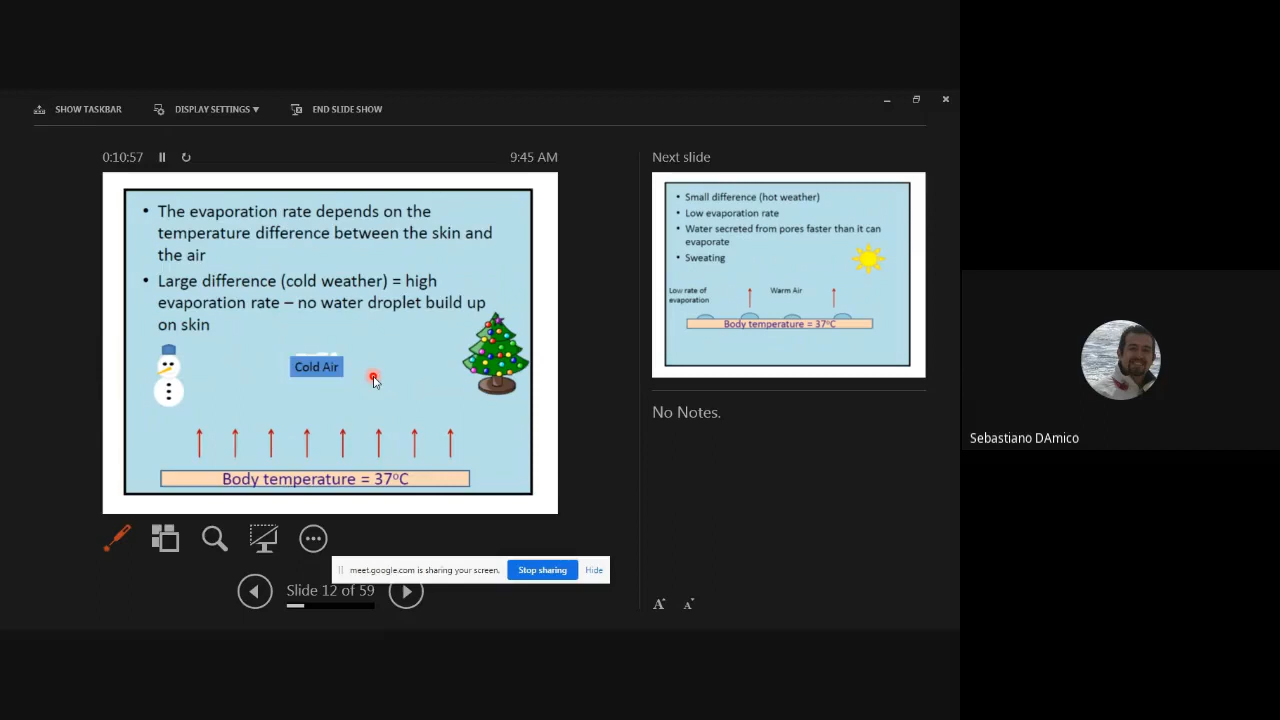 SHOW TASKBAR
DISPLAY SETTINGS ▾
END SLIDE SHOW
0:10:57
9:45 AM
• The evaporation rate depends on the
temperature difference between the skin and
the air
• Large difference (cold weather) = high
evaporation rate – no water droplet build up
on skin
Cold Air
Body temperature = 37°C
Next slide
• Small difference (hot weather)
• Low evaporation rate
• Water secreted from pores faster than it can
evaporate
• Sweating
Low rate of
evaporation
Warm Air
Body temperature = 37°C
No Notes.
meet.google.com is sharing your screen.
Stop sharing
Hide
Slide 12 of 59
A A
Sebastiano DAmico